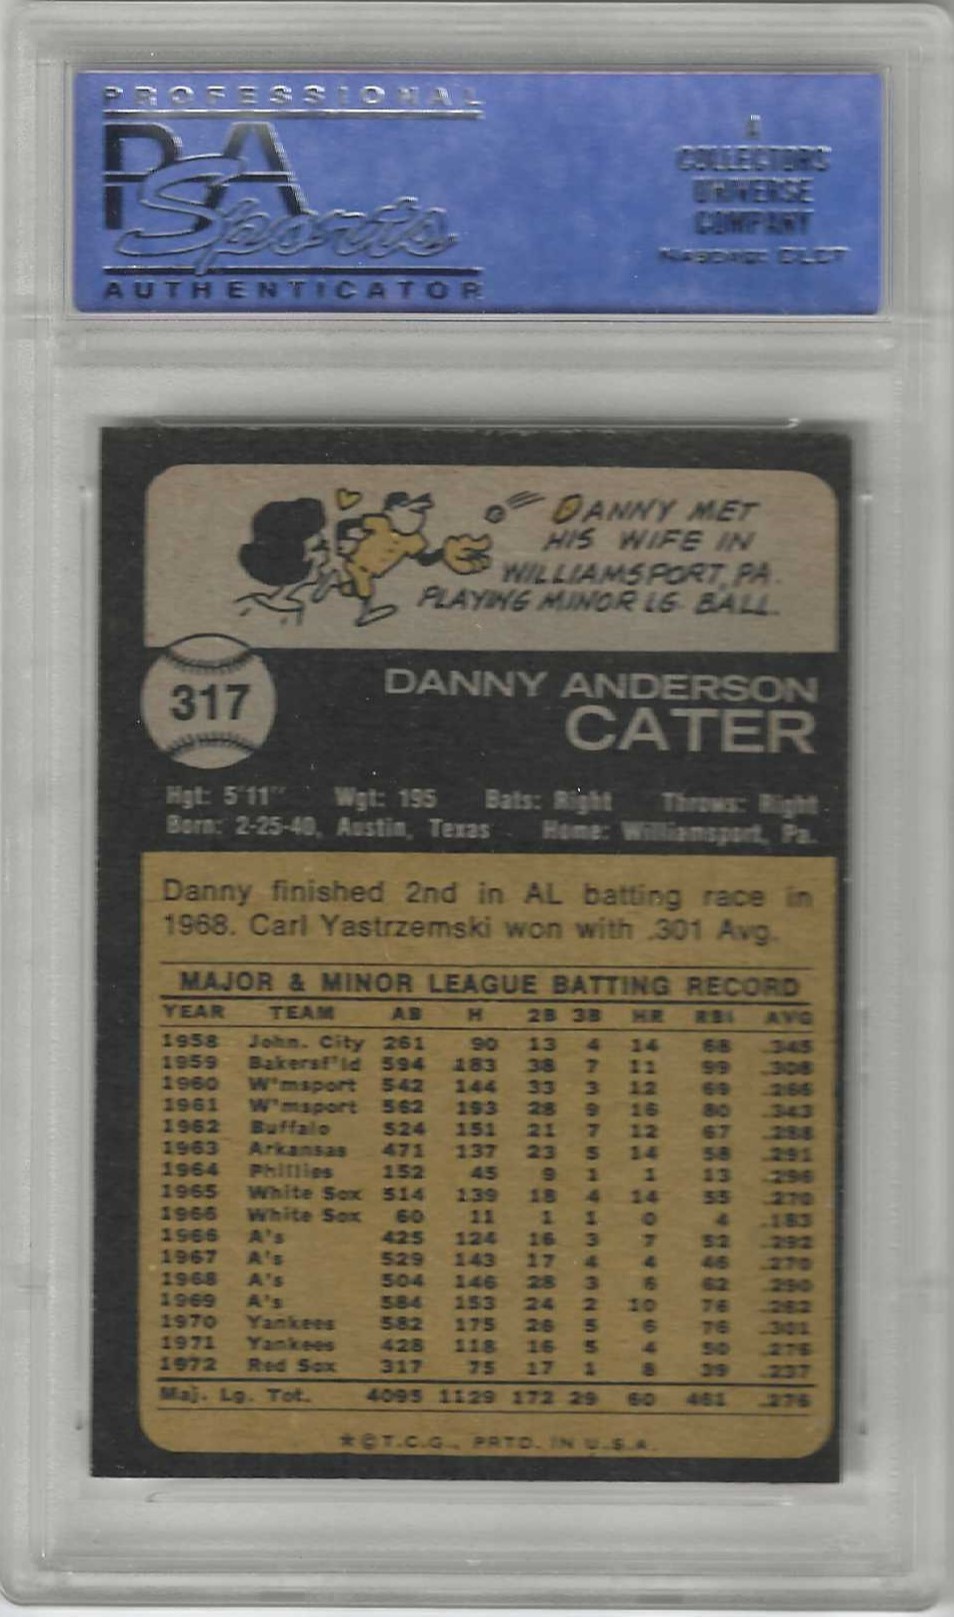 PROFESSIONAL
PSA
Sports
AUTHENTICATOR
A
COLLECTORS
UNIVERSE
COMPANY
NASDAQ: CLCT
DANNY MET
HIS WIFE IN
WILLIAMSPORT, PA.
PLAYING MINOR LG. BALL.
317
DANNY ANDERSON
CATER
Hgt: 5'11" Wgt: 195 Bats: Right Throws: Right
Born: 2-25-40, Austin, Texas Home: Williamsport, Pa.
Danny finished 2nd in AL batting race in
1968. Carl Yastrzemski won with .301 Avg.
MAJOR & MINOR LEAGUE BATTING RECORD
YEAR TEAM AB H 2B 3B HR RBI AVG
1958 John. City 261 90 13 4 14 68 .345
1959 Bakersf'ld 594 183 38 7 11 99 .308
1960 W'msport 542 144 33 3 12 69 .266
1961 W'msport 562 193 28 9 16 80 .343
1962 Buffalo 524 151 21 7 12 67 .288
1963 Arkansas 471 137 23 5 14 58 .291
1964 Phillies 152 45 9 1 1 13 .296
1965 White Sox 514 139 18 4 14 55 .270
1966 White Sox 60 11 1 1 0 4 .183
1966 A's 425 124 16 3 7 52 .292
1967 A's 529 143 17 4 4 46 .270
1968 A's 504 146 28 3 6 62 .290
1969 A's 584 153 24 2 10 76 .262
1970 Yankees 582 175 26 5 6 76 .301
1971 Yankees 428 118 16 5 4 50 .276
1972 Red Sox 317 75 17 1 8 39 .237
Maj. Lg. Tot. 4095 1129 172 29 60 461 .276
*©T.C.G., PRTD. IN U.S.A.